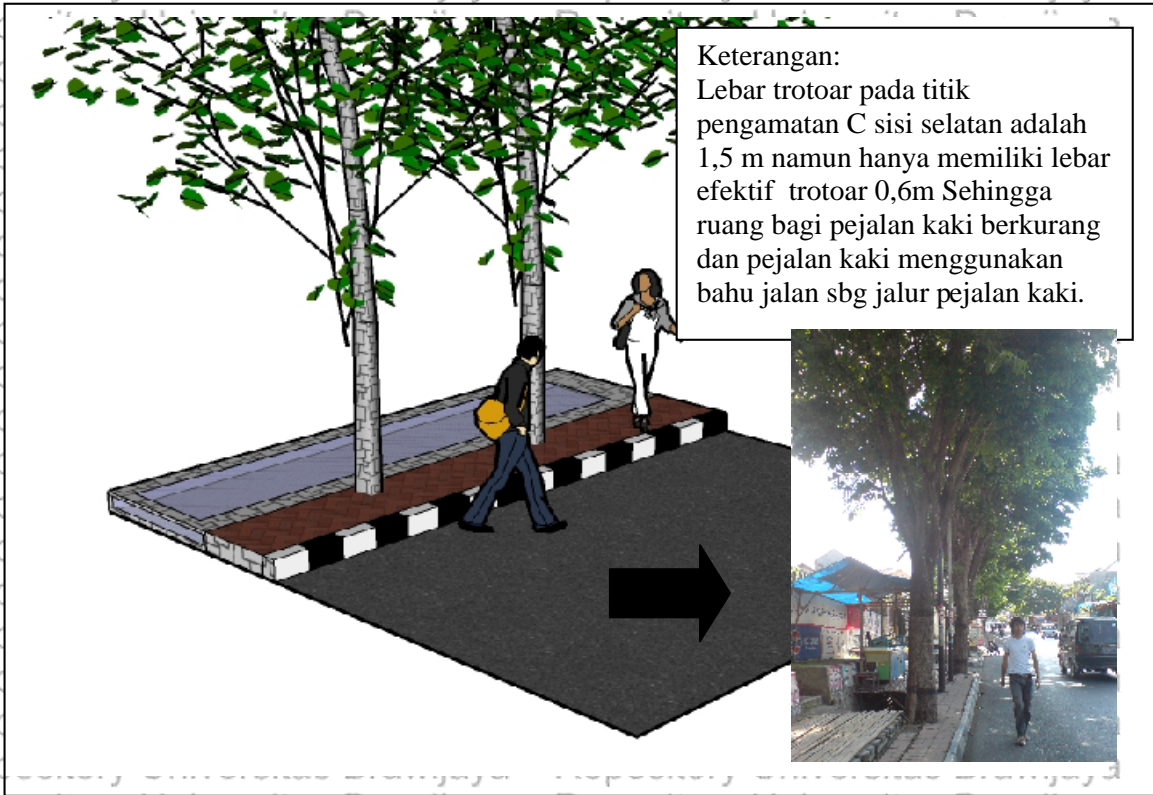 Keterangan:
Lebar trotoar pada titik
pengamatan C sisi selatan adalah
1,5 m namun hanya memiliki lebar
efektif  trotoar 0,6m Sehingga
ruang bagi pejalan kaki berkurang
dan pejalan kaki menggunakan
bahu jalan sbg jalur pejalan kaki.